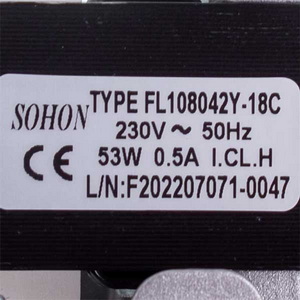 SOHON
TYPE FL108042Y-18C
230V ~ 50Hz
CE 53W 0.5A I.CL.H
L/N:F202207071-0047